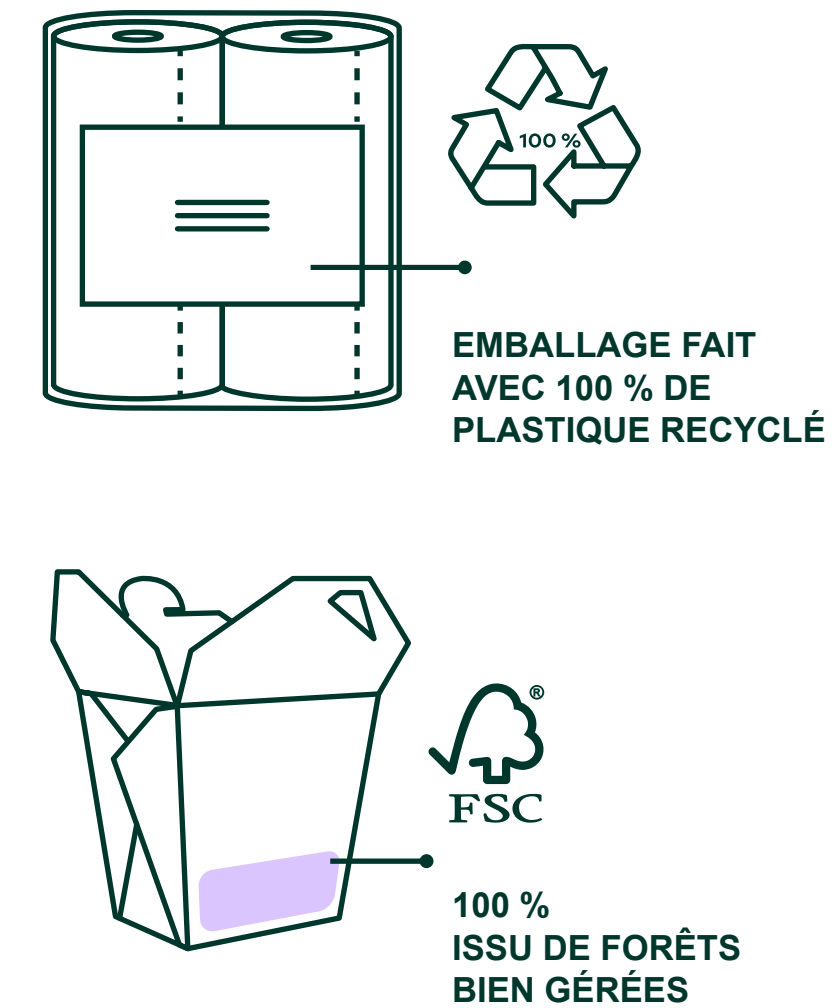 100 %
EMBALLAGE FAIT
AVEC 100 % DE
PLASTIQUE RECYCLÉ
®
FSC
100 %
ISSU DE FORÊTS
BIEN GÉRÉES